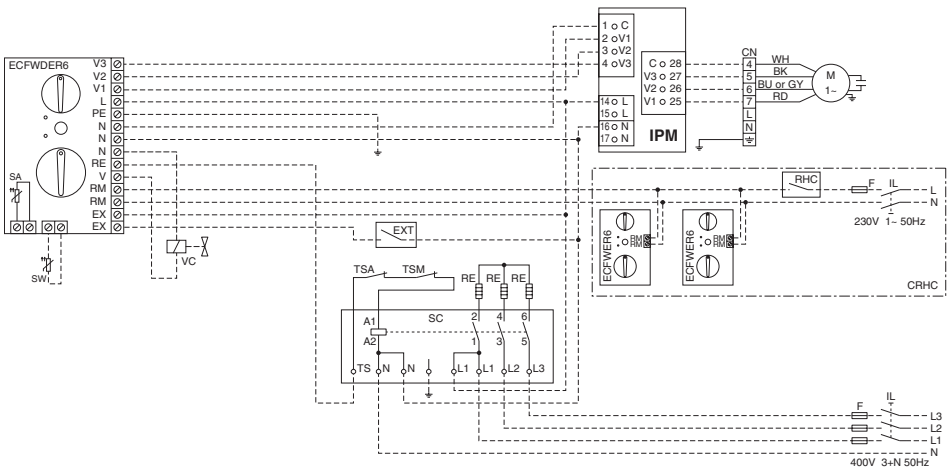 ECFWDER6
V3
V2
V1
L
PE
N
N
N
RE
V
RM
RM
EX
EX
SA
SW
VC
EXT
1 C
2 V1
3 V2
4 V3
14 L
15 L
16 N
17 N
C 28
V3 27
V2 26
V1 25
IPM
CN
4
5
6
7
L
N
WH
BK
BU or GY
RD
M
1~
RHC
F
IL
L
N
230V 1~ 50Hz
ECFWER6
RM
RM
ECFWER6
RM
RM
CRHC
TSA
TSM
RE
RE
RE
A1
A2
SC
2
4
6
1
3
5
TS
N
N
L1
L1
L2
L3
F
IL
L3
L2
L1
N
400V 3+N 50Hz